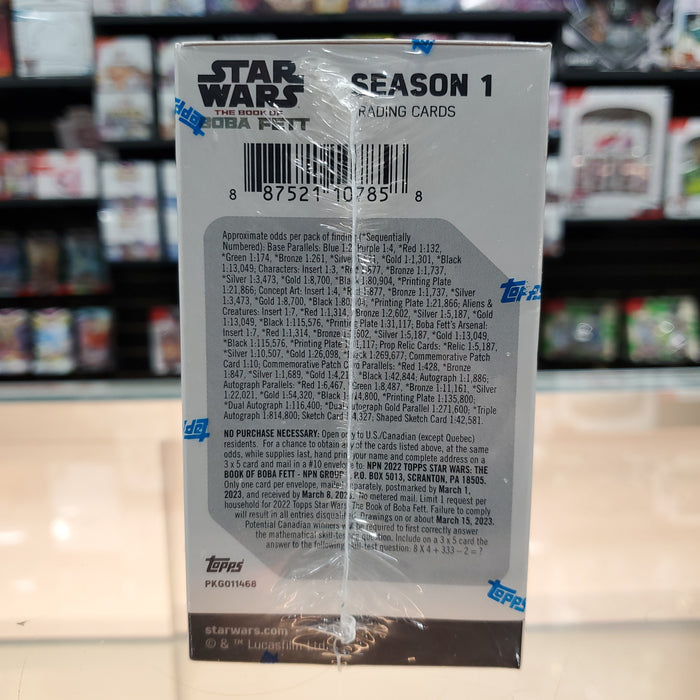 STAR
WARS
THE BOOK OF
BOBA FETT
SEASON 1
TRADING CARDS
8 87521 10785 8
Approximate odds per pack of finding (*Sequentially
Numbered): Base Parallels: Blue 1:2, Purple 1:4, *Red 1:132,
*Green 1:174, *Bronze 1:261, *Silver *Gold 1:1,301, *Black
1:13,049; Characters: Insert 1:3, *Red *Bronze 1:1,737,
*Silver 1:3,473, *Gold 1:8,700, *Black 1:80,904, *Printing Plate
1:21,866; Concept Art: Insert 1:4, *Red 1:877, *Bronze 1:1,737, *Silver
1:3,473, *Gold 1:8,700, *Black 1:80,904, *Printing Plate 1:21,866; Aliens &
Creatures: Insert 1:7, *Red 1:1,314, *Bronze 1:2,602, *Silver 1:5,187, *Gold
1:13,049, *Black 1:115,576, *Printing Plate 1:31,117; Boba Fett's Arsenal:
Insert 1:7, *Red 1:1,314, *Bronze 1:2,602, *Silver 1:5,187, *Gold 1:13,049,
*Black 1:115,576, *Printing Plate 1:31,117; Prop Relic Cards: *Relic 1:5,187,
*Silver 1:10,507, *Gold 1:26,098, *Black 1:269,677; Commemorative Patch
Card 1:10; Commemorative Patch Card Parallels: *Red 1:428, *Bronze
1:847, *Silver 1:1,689, *Gold *Black 1:42,844; Autograph 1:1,886;
Autograph Parallels: *Red 1:6,467, *Green 1:8,487, *Bronze 1:11,161, *Silver
1:22,021, *Gold 1:54,320, *Black *Printing Plate 1:135,800;
*Dual Autograph 1:116,400; *Dual Autograph Gold Parallel 1:271,600; *Triple
Autograph 1:814,800; Sketch Card Shaped Sketch Card 1:42,581.
NO PURCHASE NECESSARY: Open only to U.S./Canadian (except Quebec)
residents. For a chance to obtain any of the cards listed above, at the same
odds, while supplies last, hand print your name and complete address on a
3 x 5 card and mail in a #10 envelope to: NPN 2022 TOPPS STAR WARS: THE
BOOK OF BOBA FETT - NPN GROUP, P.O. BOX 5013, SCRANTON, PA 18505.
Only one card per envelope, mailed separately, postmarked by March 1,
2023, and received by March 8, 2023. No metered mail. Limit 1 request per
household for 2022 Topps Star Wars: The Book of Boba Fett. Failure to comply
will result in all entries disqualified. Drawings on or about March 15, 2023.
Potential Canadian winners will be required to first correctly answer
the mathematical skill-testing question. Include on a 3 x 5 card the
answer to the following skill-test question: 8 X 4 + 333 – 2 = ?
Topps
PKG011468
starwars.com
© & ™ Lucasfilm Ltd.
Topps
Topps
Topps
Topps